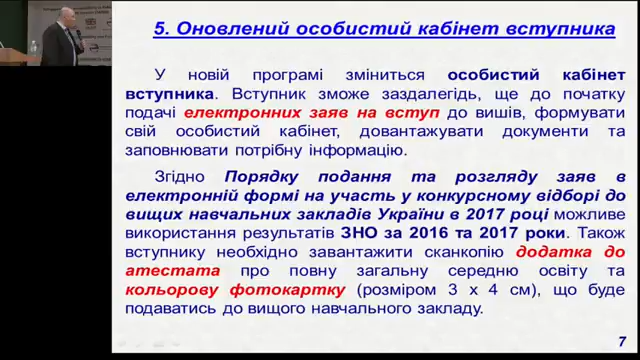 5. Оновлений особистий кабінет вступника
У новій програмі зміниться особистий кабінет
вступника. Вступник зможе заздалегідь, ще до початку
подачі електронних заяв на вступ до вишів, формувати
свій особистий кабінет, довантажувати документи та
заповнювати потрібну інформацію.
Згідно Порядку подання та розгляду заяв в
електронній формі на участь у конкурсному відборі до
вищих навчальних закладів України в 2017 році можливе
використання результатів ЗНО за 2016 та 2017 роки. Також
вступнику необхідно завантажити сканкопію додатка до
атестата про повну загальну середню освіту та
кольорову фотокартку (розміром 3 х 4 см), що буде
подаватись до вищого навчального закладу.
7